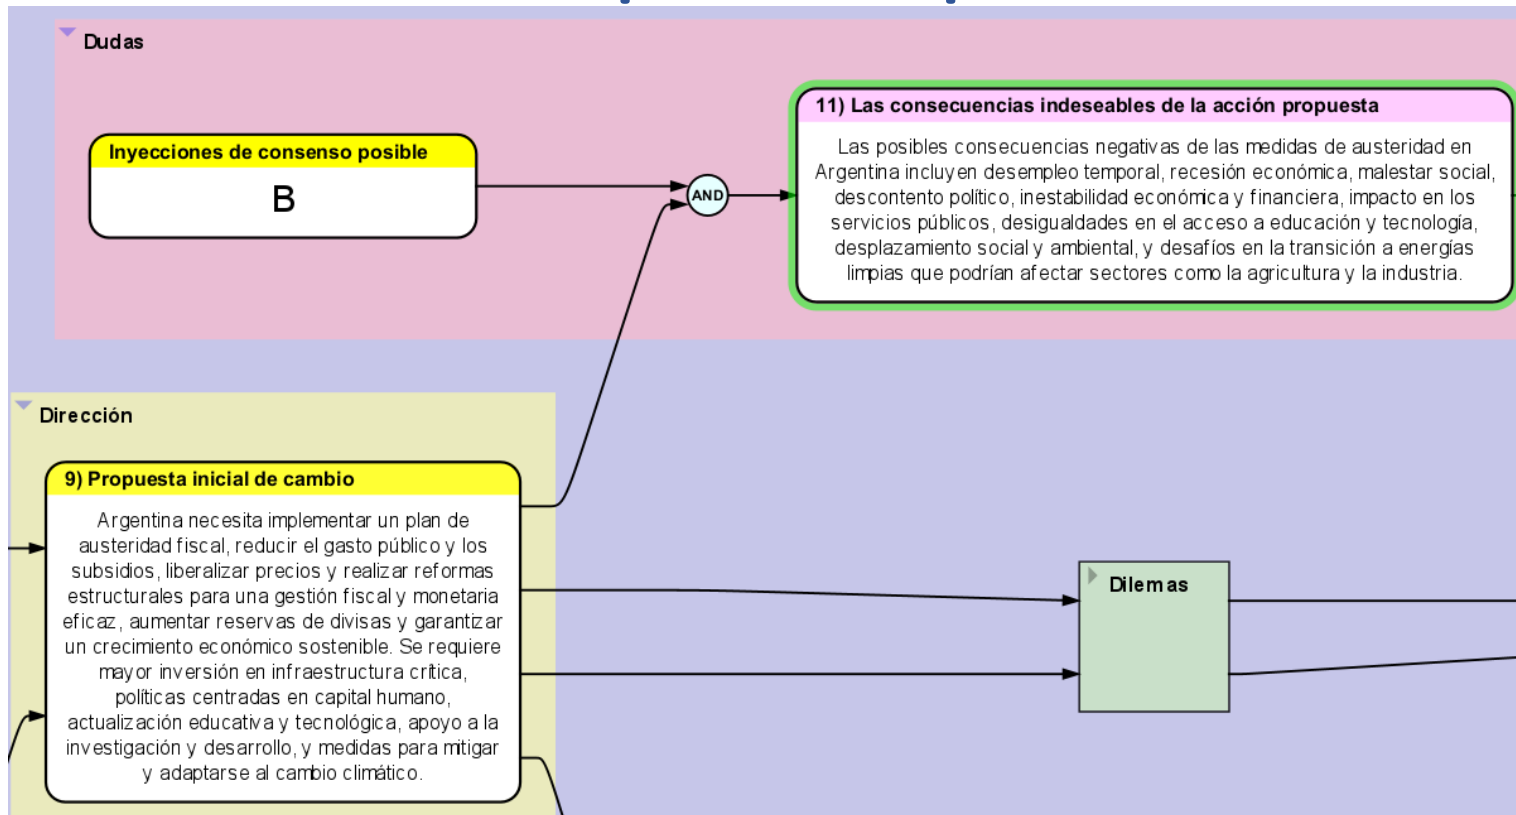 Dudas
Inyecciones de consenso posible
B
AND
11) Las consecuencias indeseables de la acción propuesta
Las posibles consecuencias negativas de las medidas de austeridad en
Argentina incluyen desempleo temporal, recesión económica, malestar social,
descontento político, inestabilidad económica y financiera, impacto en los
servicios públicos, desigualdades en el acceso a educación y tecnología,
desplazamiento social y ambiental, y desafíos en la transición a energías
limpias que podrían afectar sectores como la agricultura y la industria.
Dirección
9) Propuesta inicial de cambio
Argentina necesita implementar un plan de
austeridad fiscal, reducir el gasto público y los
subsidios, liberalizar precios y realizar reformas
estructurales para una gestión fiscal y monetaria
eficaz, aumentar reservas de divisas y garantizar
un crecimiento económico sostenible. Se requiere
mayor inversión en infraestructura crítica,
políticas centradas en capital humano,
actualización educativa y tecnológica, apoyo a la
investigación y desarrollo, y medidas para mitigar
y adaptarse al cambio climático.
Dilemas